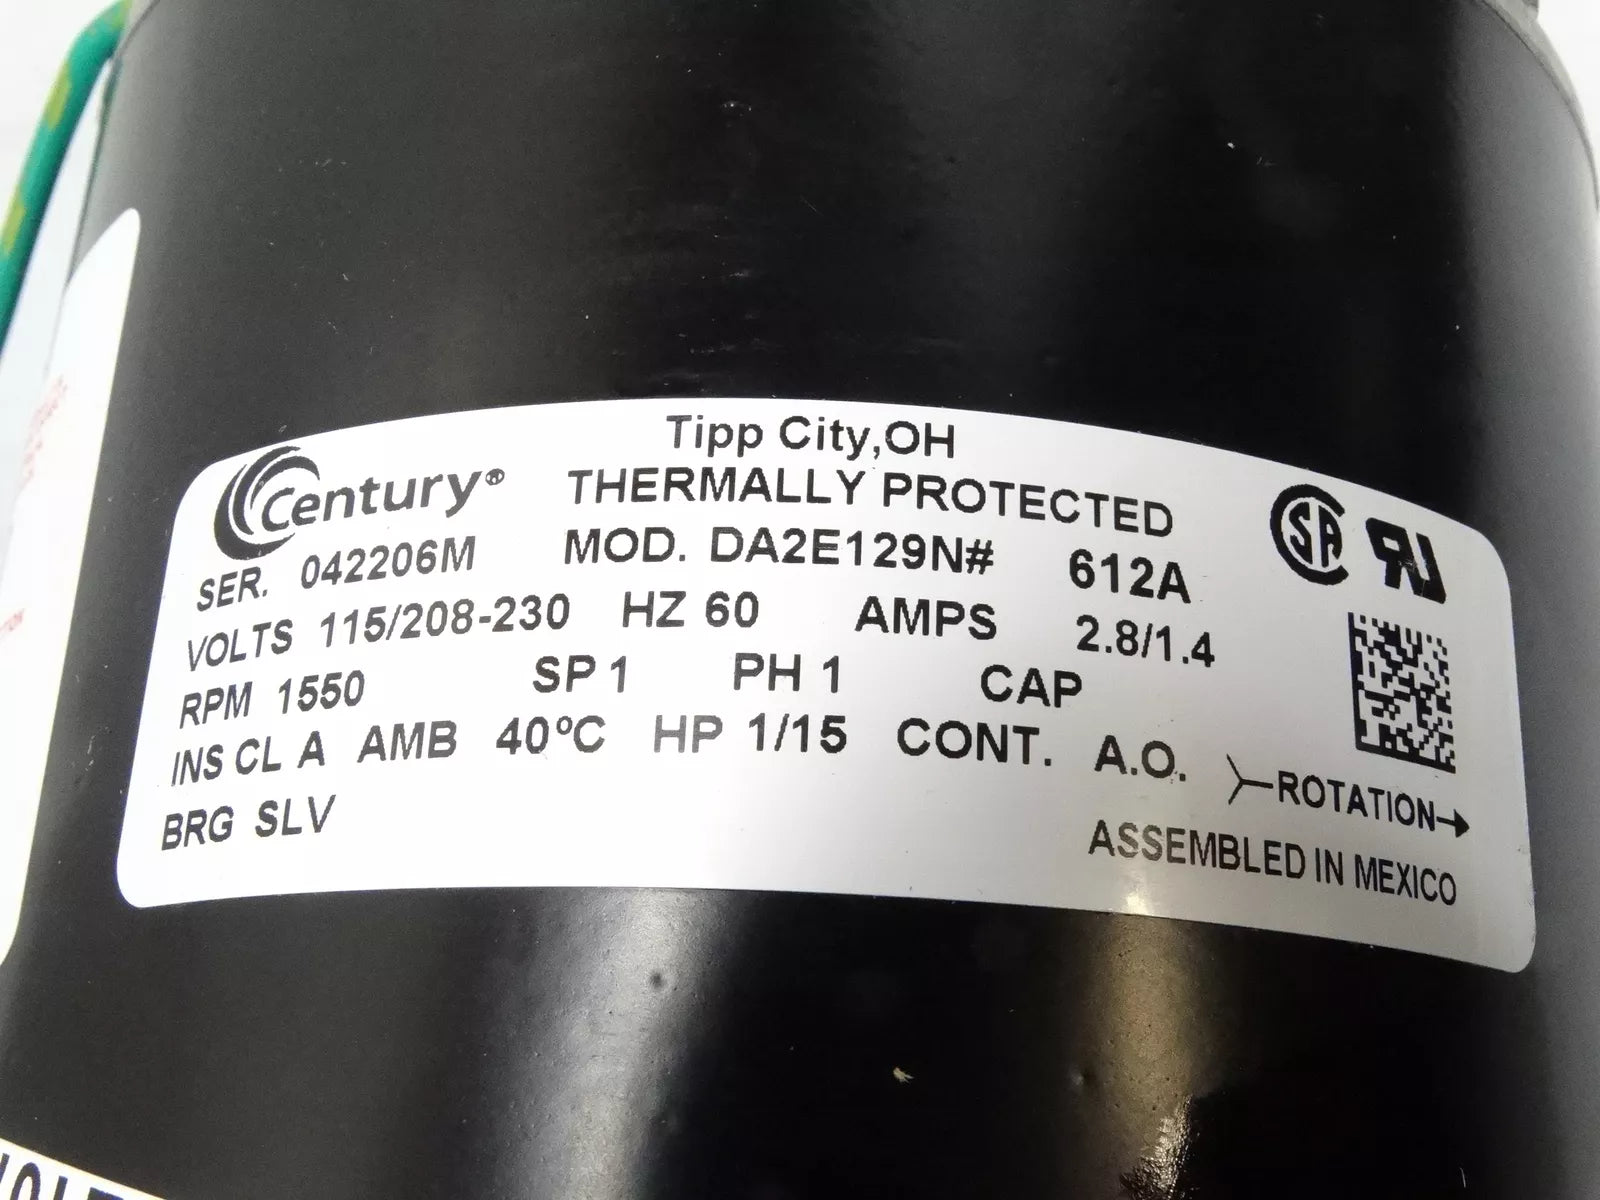 Tipp City,OH
Century® THERMALLY PROTECTED
SER. 042206M MOD. DA2E129N# 612A
VOLTS 115/208-230 HZ 60 AMPS 2.8/1.4
RPM 1550 SP 1 PH 1 CAP
INS CL A AMB 40ºC HP 1/15 CONT. A.O.
BRG SLV
ROTATION
ASSEMBLED IN MEXICO
SA